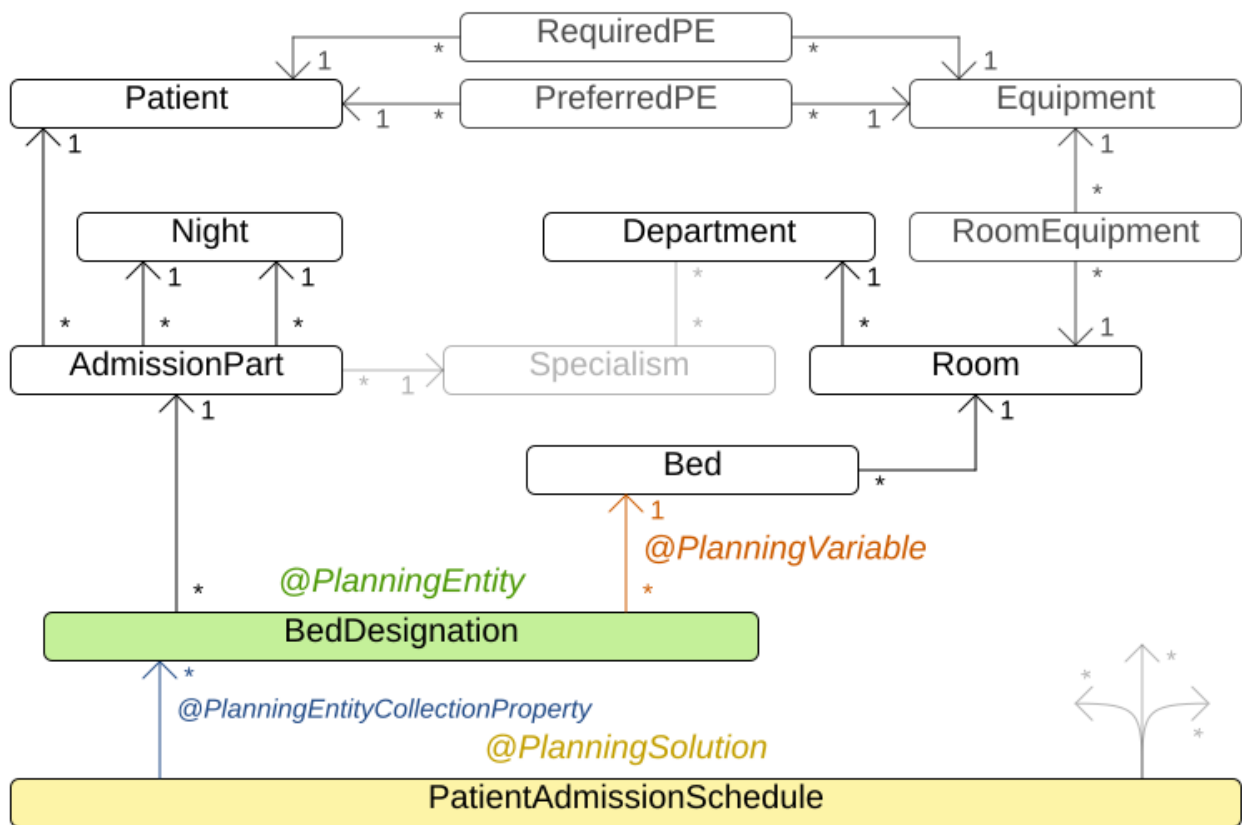 RequiredPE
* *
1 1
Patient PreferredPE Equipment
1 * * 1
1 1
*
Night Department RoomEquipment
1 1 * 1 *
* * * * * 1
AdmissionPart * 1 Specialism Room
1 1
Bed
*
1
@PlanningVariable
@PlanningEntity
* *
BedDesignation
*
* *
@PlanningEntityCollectionProperty
*
@PlanningSolution
PatientAdmissionSchedule